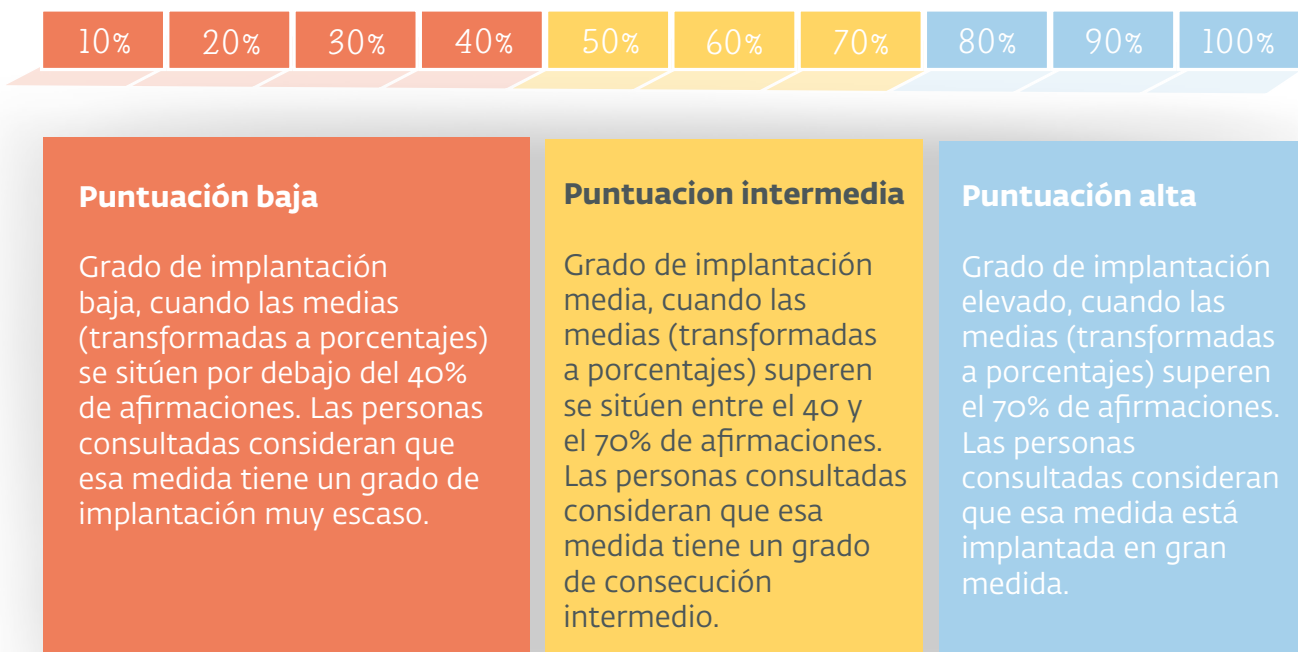 10% 20% 30% 40% 50% 60% 70% 80% 90% 100%
Puntuación baja
Grado de implantación
baja, cuando las medias
(transformadas a porcentajes)
se sitúen por debajo del 40%
de afirmaciones. Las personas
consultadas consideran que
esa medida tiene un grado de
implantación muy escaso.
Puntuacion intermedia
Grado de implantación
media, cuando las
medias (transformadas
a porcentajes) superen
se sitúen entre el 40 y
el 70% de afirmaciones.
Las personas consultadas
consideran que esa
medida tiene un grado
de consecución
intermedio.
Puntuación alta
Grado de implantación
elevado, cuando las
medias (transformadas
a porcentajes) superen
el 70% de afirmaciones.
Las personas
consultadas consideran
que esa medida está
implantada en gran
medida.